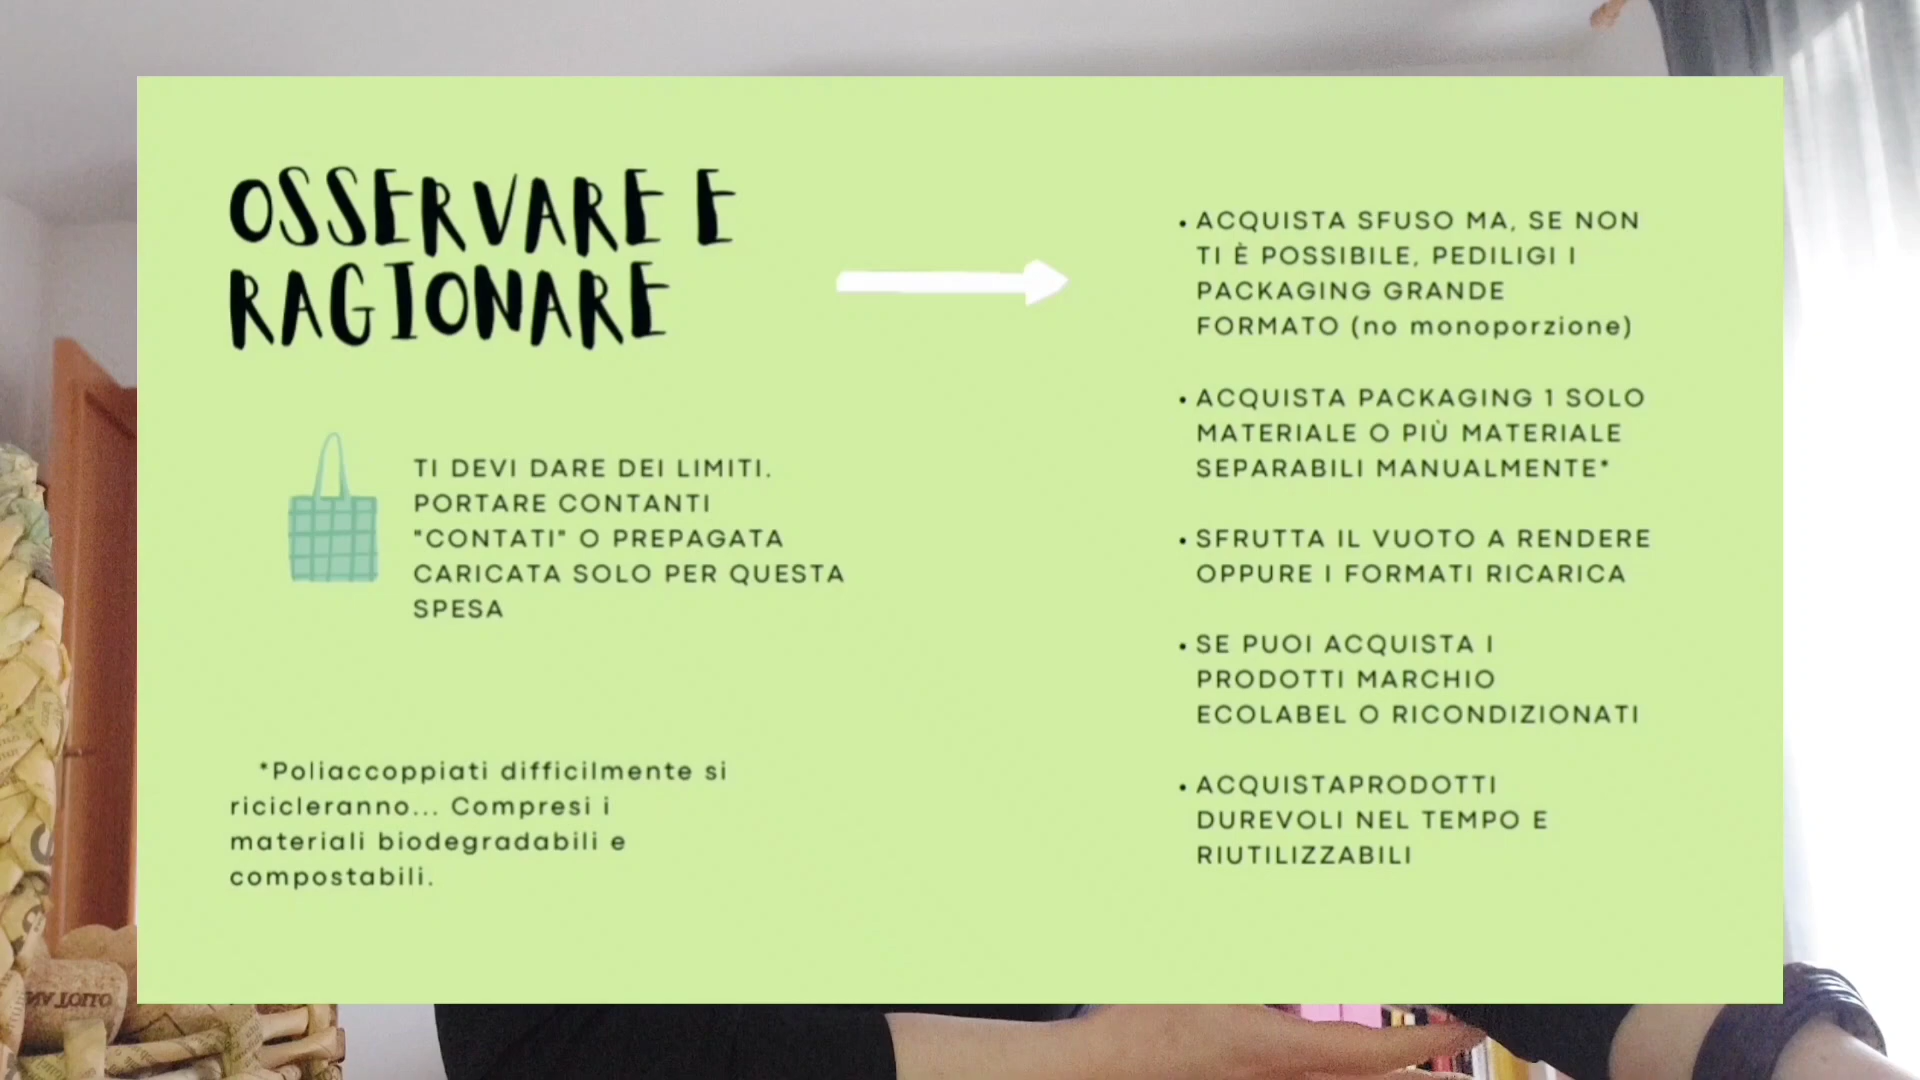 OSSERVARE E
RAGIONARE
TI DEVI DARE DEI LIMITI.
PORTARE CONTANTI
"CONTATI" O PREPAGATA
CARICATA SOLO PER QUESTA
SPESA
*Poliaccoppiati difficilmente si
ricicleranno... Compresi i
materiali biodegradabili e
compostabili.
• ACQUISTA SFUSO MA, SE NON
TI È POSSIBILE, PEDILIGI I
PACKAGING GRANDE
FORMATO (no monoporzione)
• ACQUISTA PACKAGING 1 SOLO
MATERIALE O PIÙ MATERIALE
SEPARABILI MANUALMENTE*
• SFRUTTA IL VUOTO A RENDERE
OPPURE I FORMATI RICARICA
• SE PUOI ACQUISTA I
PRODOTTI MARCHIO
ECOLABEL O RICONDIZIONATI
• ACQUISTAPRODOTTI
DUREVOLI NEL TEMPO E
RIUTILIZZABILI